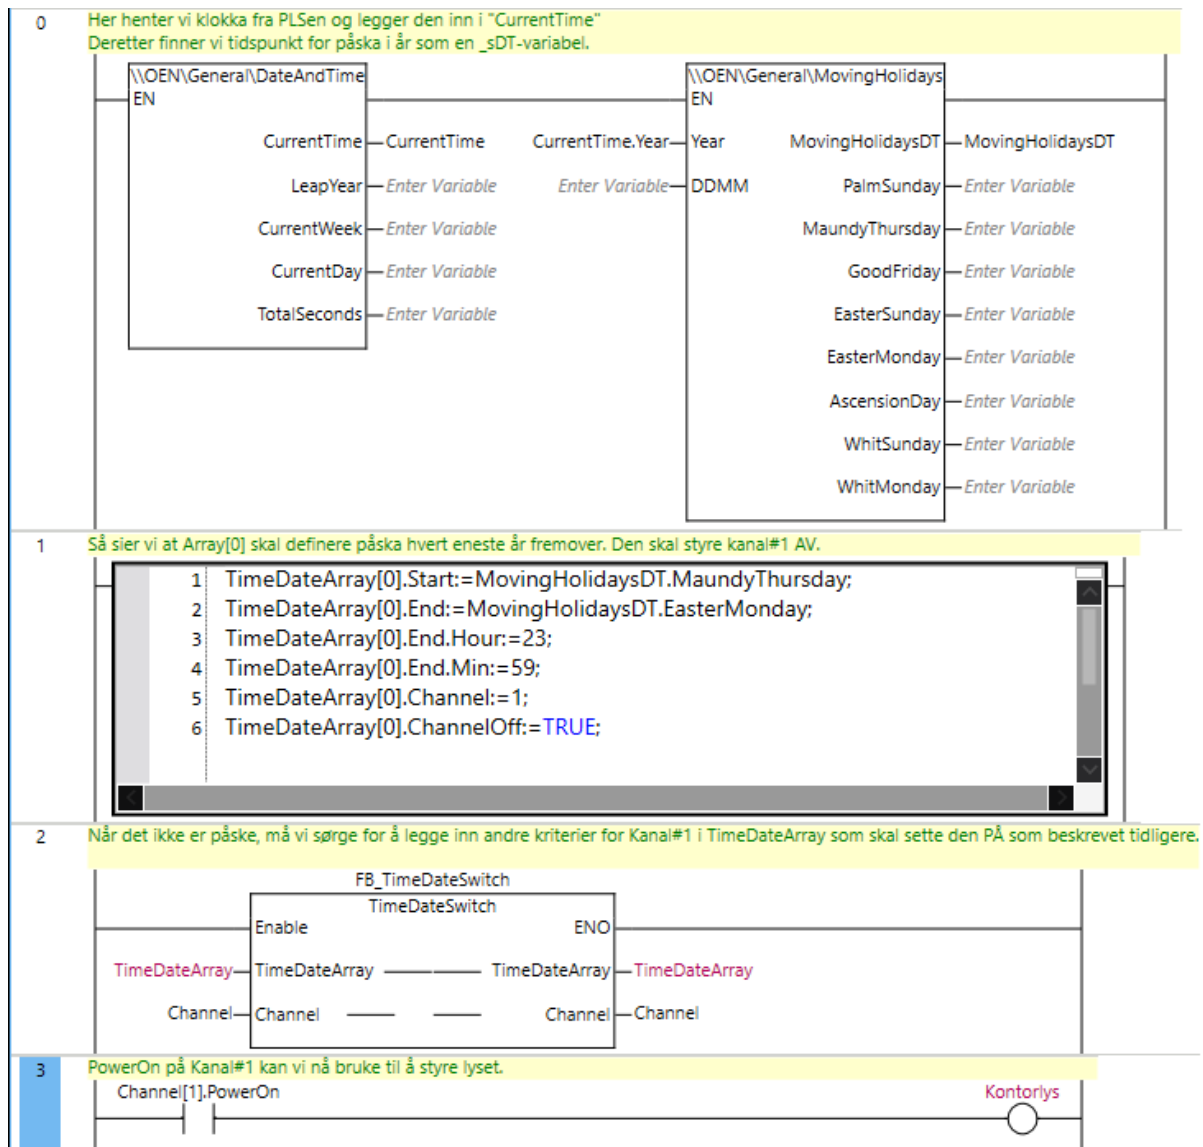 0
Her henter vi klokka fra PLSen og legger den inn i "CurrentTime"
Deretter finner vi tidspunkt for påska i år som en _sDT-variabel.
\\OEN\General\DateAndTime
EN
CurrentTime CurrentTime
LeapYear Enter Variable
CurrentWeek Enter Variable
CurrentDay Enter Variable
TotalSeconds Enter Variable
\\OEN\General\MovingHolidays
EN
CurrentTime.Year Year MovingHolidaysDT MovingHolidaysDT
Enter Variable DDMM PalmSunday Enter Variable
MaundyThursday Enter Variable
GoodFriday Enter Variable
EasterSunday Enter Variable
EasterMonday Enter Variable
AscensionDay Enter Variable
WhitSunday Enter Variable
WhitMonday Enter Variable
1
Så sier vi at Array[0] skal definere påska hvert eneste år fremover. Den skal styre kanal#1 AV.
1 TimeDateArray[0].Start:=MovingHolidaysDT.MaundyThursday;
2 TimeDateArray[0].End:=MovingHolidaysDT.EasterMonday;
3 TimeDateArray[0].End.Hour:=23;
4 TimeDateArray[0].End.Min:=59;
5 TimeDateArray[0].Channel:=1;
6 TimeDateArray[0].ChannelOff:=TRUE;
2
Når det ikke er påske, må vi sørge for å legge inn andre kriterier for Kanal#1 i TimeDateArray som skal sette den PÅ som beskrevet tidligere.
FB_TimeDateSwitch
TimeDateSwitch
Enable ENO
TimeDateArray TimeDateArray TimeDateArray TimeDateArray
Channel Channel Channel Channel
3
PowerOn på Kanal#1 kan vi nå bruke til å styre lyset.
Channel[1].PowerOn Kontorlys